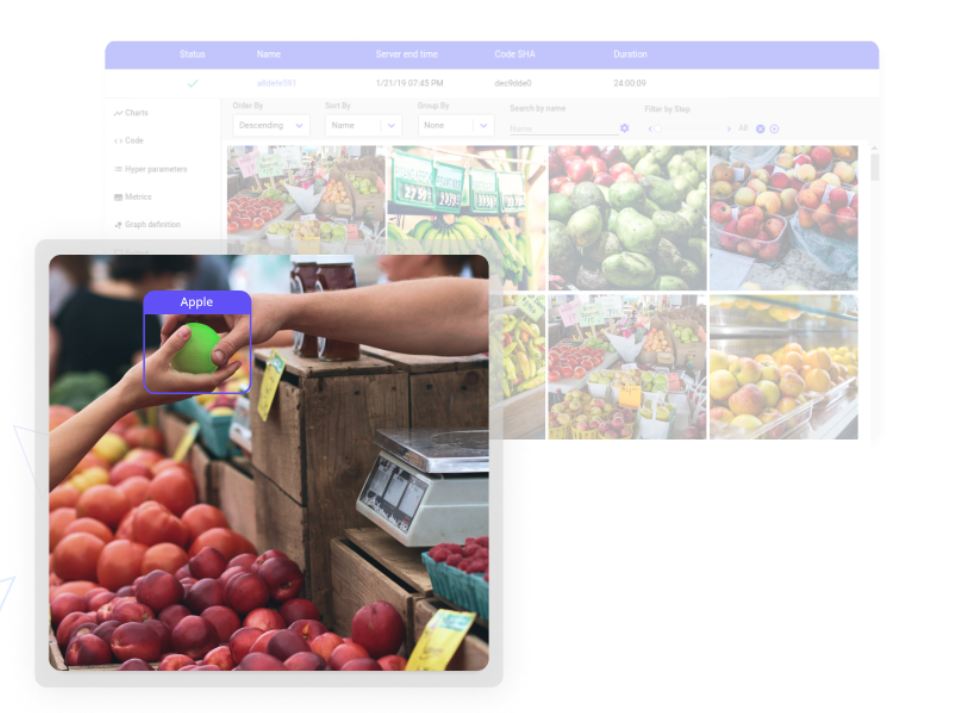 Status Name Server end time Code SHA Duration
1/21/19 07:45 PM dec9dde0 24:00:09
Order By Sort By Group By Search by name Filter by Step
Descending Name None Name All
Charts
Code
Hyper parameters
Metrics
Graph definition
Apple